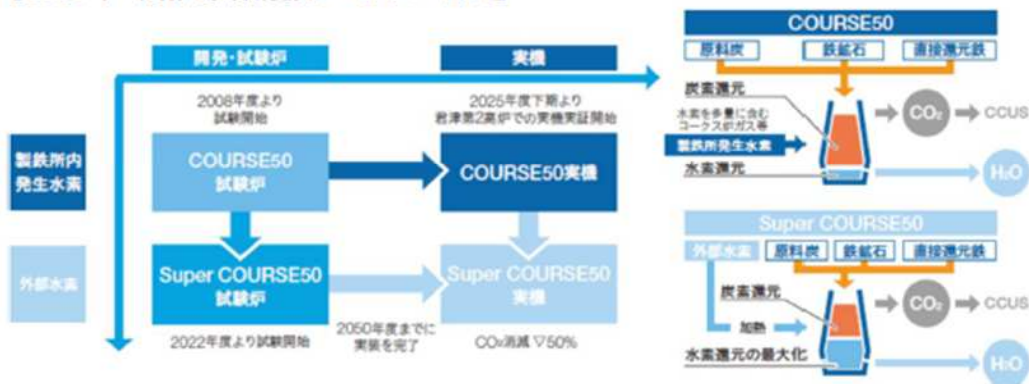 開発・試験炉
実機
2008年度より
試験開始
2025年度下期より
君津第2高炉での実機実証開始
製鉄所内
発生水素
COURSE50
試験炉
COURSE50実機
外部水素
Super COURSE50
試験炉
Super COURSE50
実機
2022年度より試験開始
2050年度までに
実装を完了
CO₂削減▽50%
COURSE50
原料炭
鉄鉱石
直接還元鉄
炭素還元
水素を多量に含む
コークス炉ガス等
製鉄所発生水素
水素還元
CO₂
CCUS
H₂O
Super COURSE50
外部水素
原料炭
鉄鉱石
直接還元鉄
炭素還元
加熱
水素還元の最大化
CO₂
CCUS
H₂O